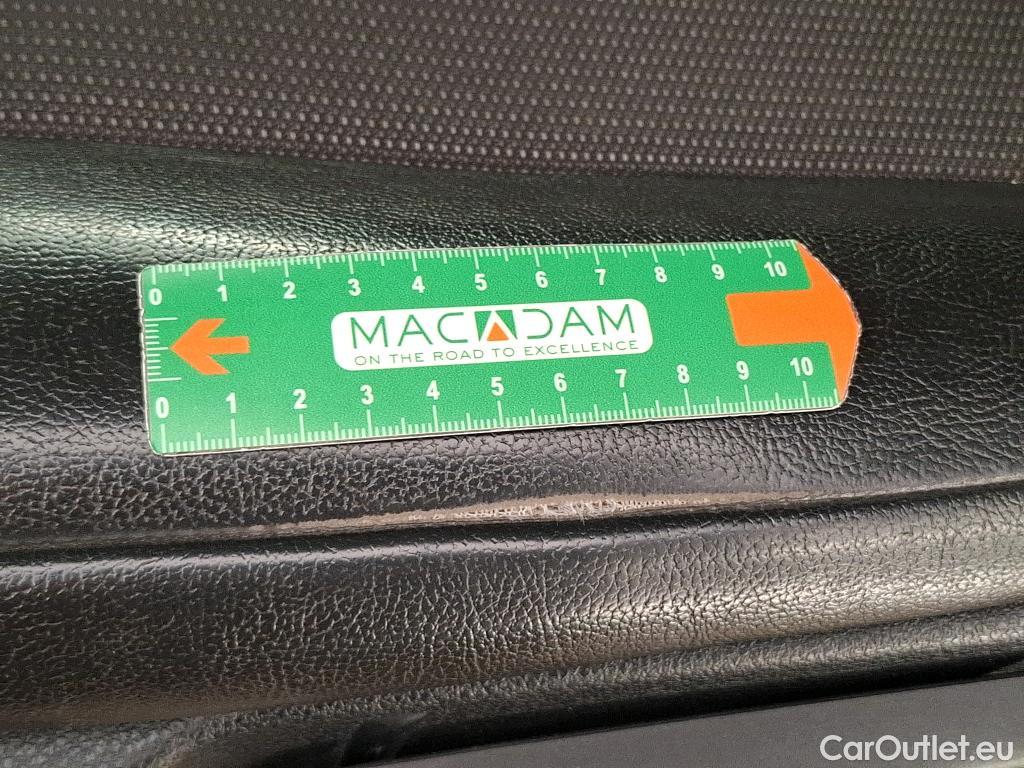 0 1 2 3 4 5 6 7 8 9 10
MACADAM
ON THE ROAD TO EXCELLENCE
0 1 2 3 4 5 6 7 8 9 10
CarOutlet.eu